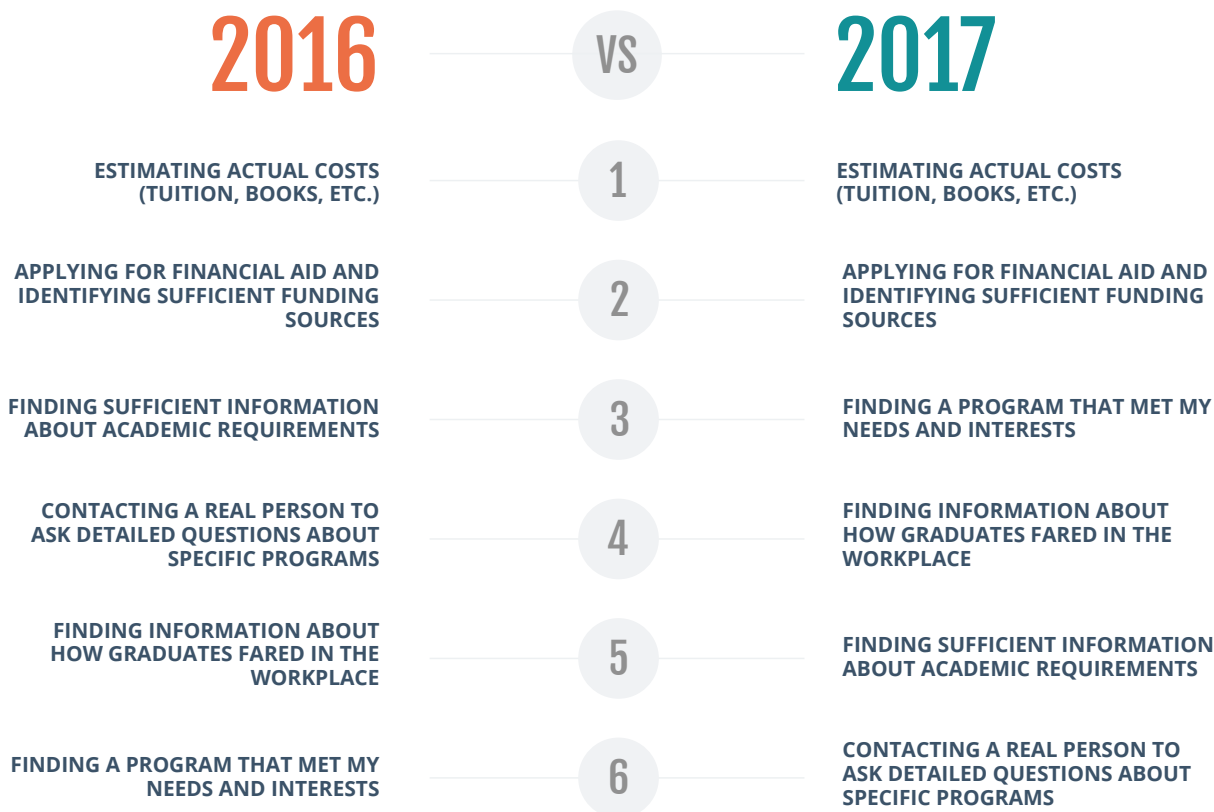 2016
VS
2017
ESTIMATING ACTUAL COSTS
(TUITION, BOOKS, ETC.)
1
ESTIMATING ACTUAL COSTS
(TUITION, BOOKS, ETC.)
APPLYING FOR FINANCIAL AID AND
IDENTIFYING SUFFICIENT FUNDING
SOURCES
2
APPLYING FOR FINANCIAL AID AND
IDENTIFYING SUFFICIENT FUNDING
SOURCES
FINDING SUFFICIENT INFORMATION
ABOUT ACADEMIC REQUIREMENTS
3
FINDING A PROGRAM THAT MET MY
NEEDS AND INTERESTS
CONTACTING A REAL PERSON TO
ASK DETAILED QUESTIONS ABOUT
SPECIFIC PROGRAMS
4
FINDING INFORMATION ABOUT
HOW GRADUATES FARED IN THE
WORKPLACE
FINDING INFORMATION ABOUT
HOW GRADUATES FARED IN THE
WORKPLACE
5
FINDING SUFFICIENT INFORMATION
ABOUT ACADEMIC REQUIREMENTS
FINDING A PROGRAM THAT MET MY
NEEDS AND INTERESTS
6
CONTACTING A REAL PERSON TO
ASK DETAILED QUESTIONS ABOUT
SPECIFIC PROGRAMS